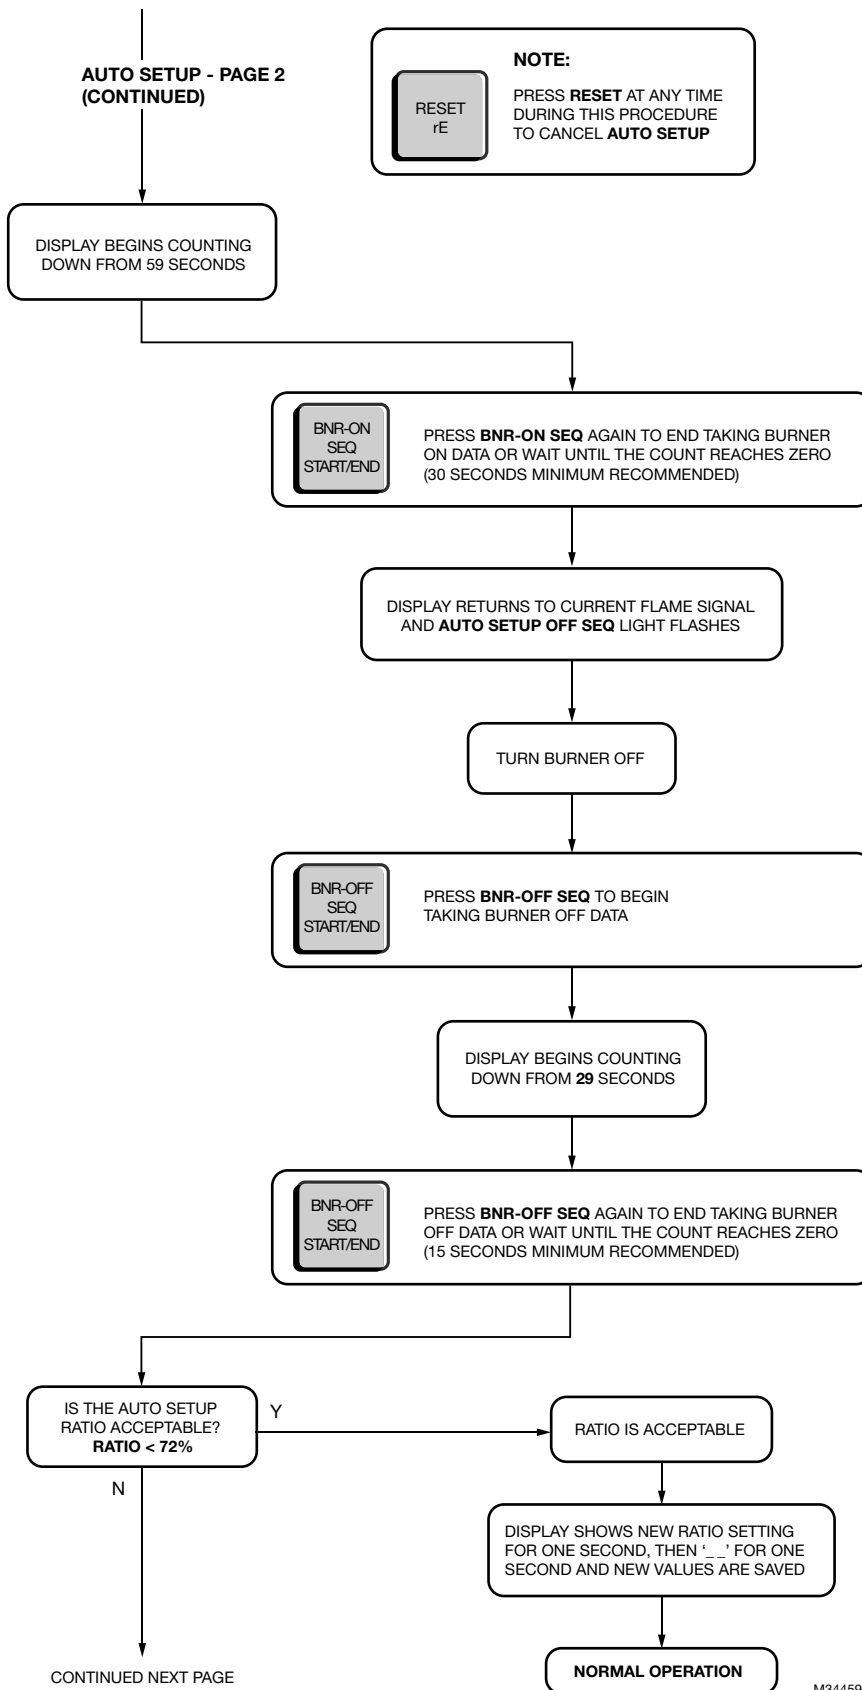 AUTO SETUP - PAGE 2
(CONTINUED)
NOTE:
RESET
rE
PRESS RESET AT ANY TIME
DURING THIS PROCEDURE
TO CANCEL AUTO SETUP
DISPLAY BEGINS COUNTING
DOWN FROM 59 SECONDS
BNR-ON
SEQ
START/END
PRESS BNR-ON SEQ AGAIN TO END TAKING BURNER
ON DATA OR WAIT UNTIL THE COUNT REACHES ZERO
(30 SECONDS MINIMUM RECOMMENDED)
DISPLAY RETURNS TO CURRENT FLAME SIGNAL
AND AUTO SETUP OFF SEQ LIGHT FLASHES
TURN BURNER OFF
BNR-OFF
SEQ
START/END
PRESS BNR-OFF SEQ TO BEGIN
TAKING BURNER OFF DATA
DISPLAY BEGINS COUNTING
DOWN FROM 29 SECONDS
BNR-OFF
SEQ
START/END
PRESS BNR-OFF SEQ AGAIN TO END TAKING BURNER
OFF DATA OR WAIT UNTIL THE COUNT REACHES ZERO
(15 SECONDS MINIMUM RECOMMENDED)
IS THE AUTO SETUP
RATIO ACCEPTABLE?
RATIO < 72%
Y
RATIO IS ACCEPTABLE
N
DISPLAY SHOWS NEW RATIO SETTING
FOR ONE SECOND, THEN ‘_ _’ FOR ONE
SECOND AND NEW VALUES ARE SAVED
CONTINUED NEXT PAGE
NORMAL OPERATION
M34459